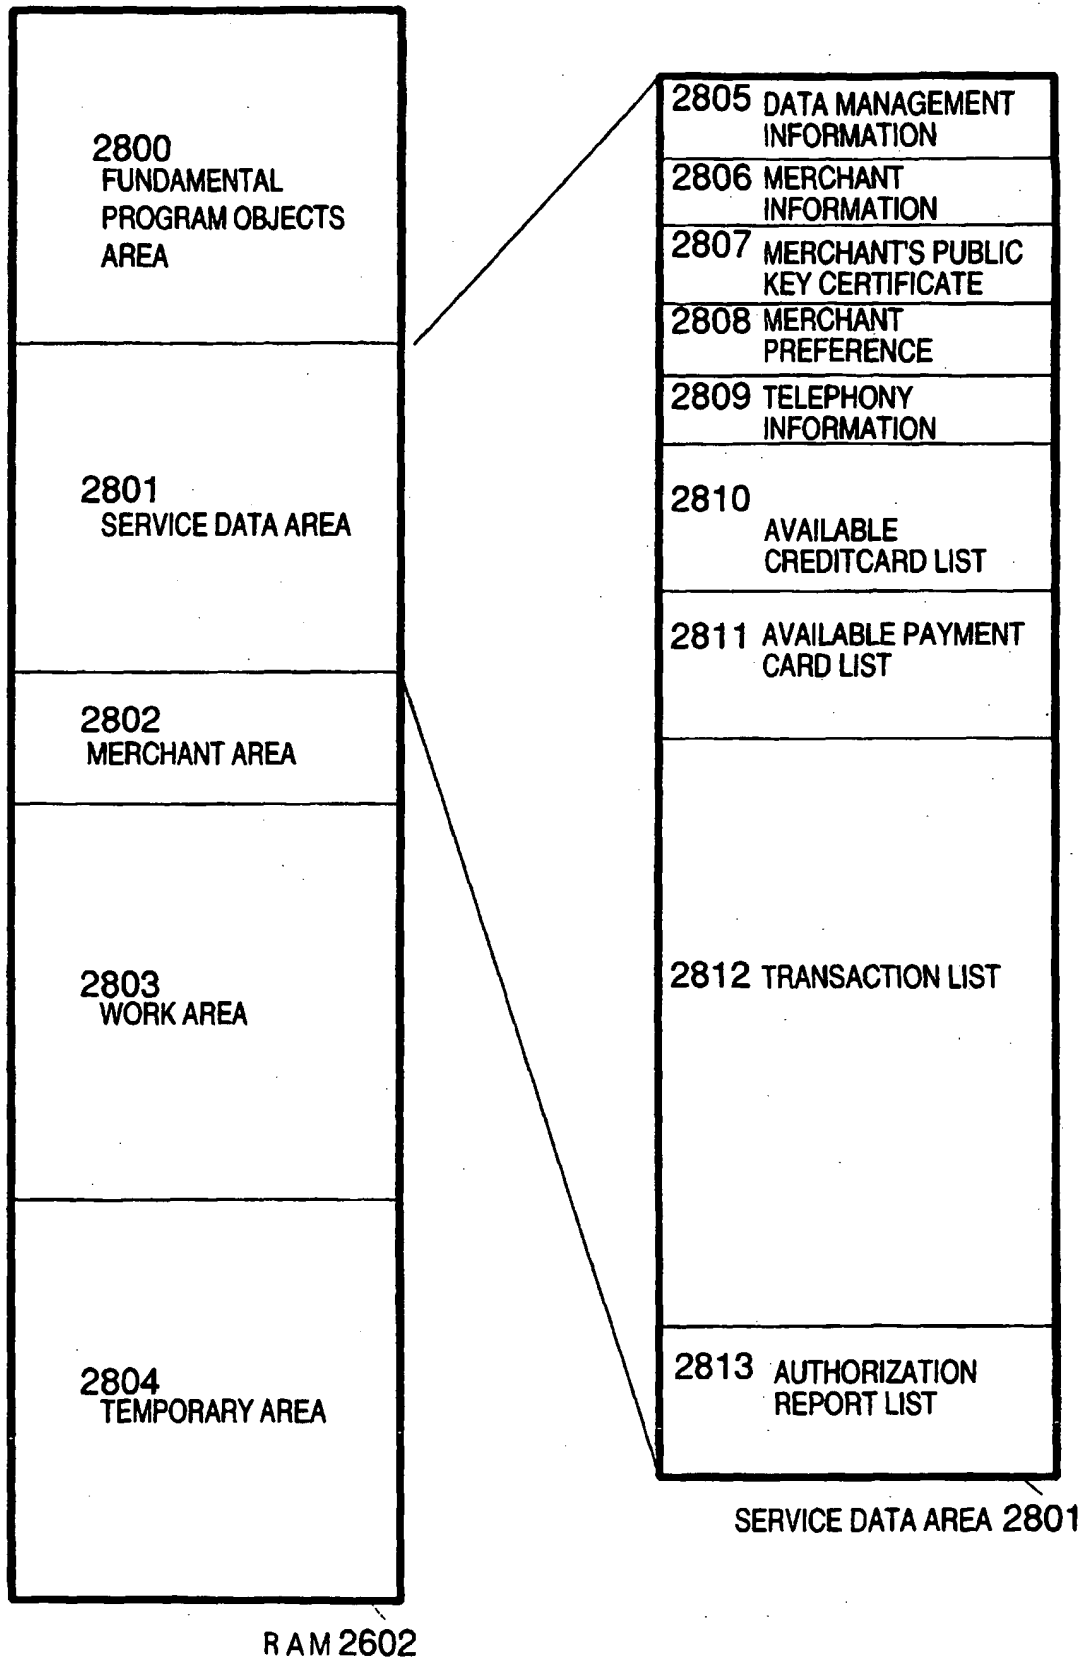 2800
FUNDAMENTAL
PROGRAM OBJECTS
AREA
2801
SERVICE DATA AREA
2802
MERCHANT AREA
2803
WORK AREA
2804
TEMPORARY AREA
RAM 2602
2805 DATA MANAGEMENT
INFORMATION
2806 MERCHANT
INFORMATION
2807 MERCHANT'S PUBLIC
KEY CERTIFICATE
2808 MERCHANT
PREFERENCE
2809 TELEPHONY
INFORMATION
2810
AVAILABLE
CREDITCARD LIST
2811 AVAILABLE PAYMENT
CARD LIST
2812 TRANSACTION LIST
2813 AUTHORIZATION
REPORT LIST
SERVICE DATA AREA 2801